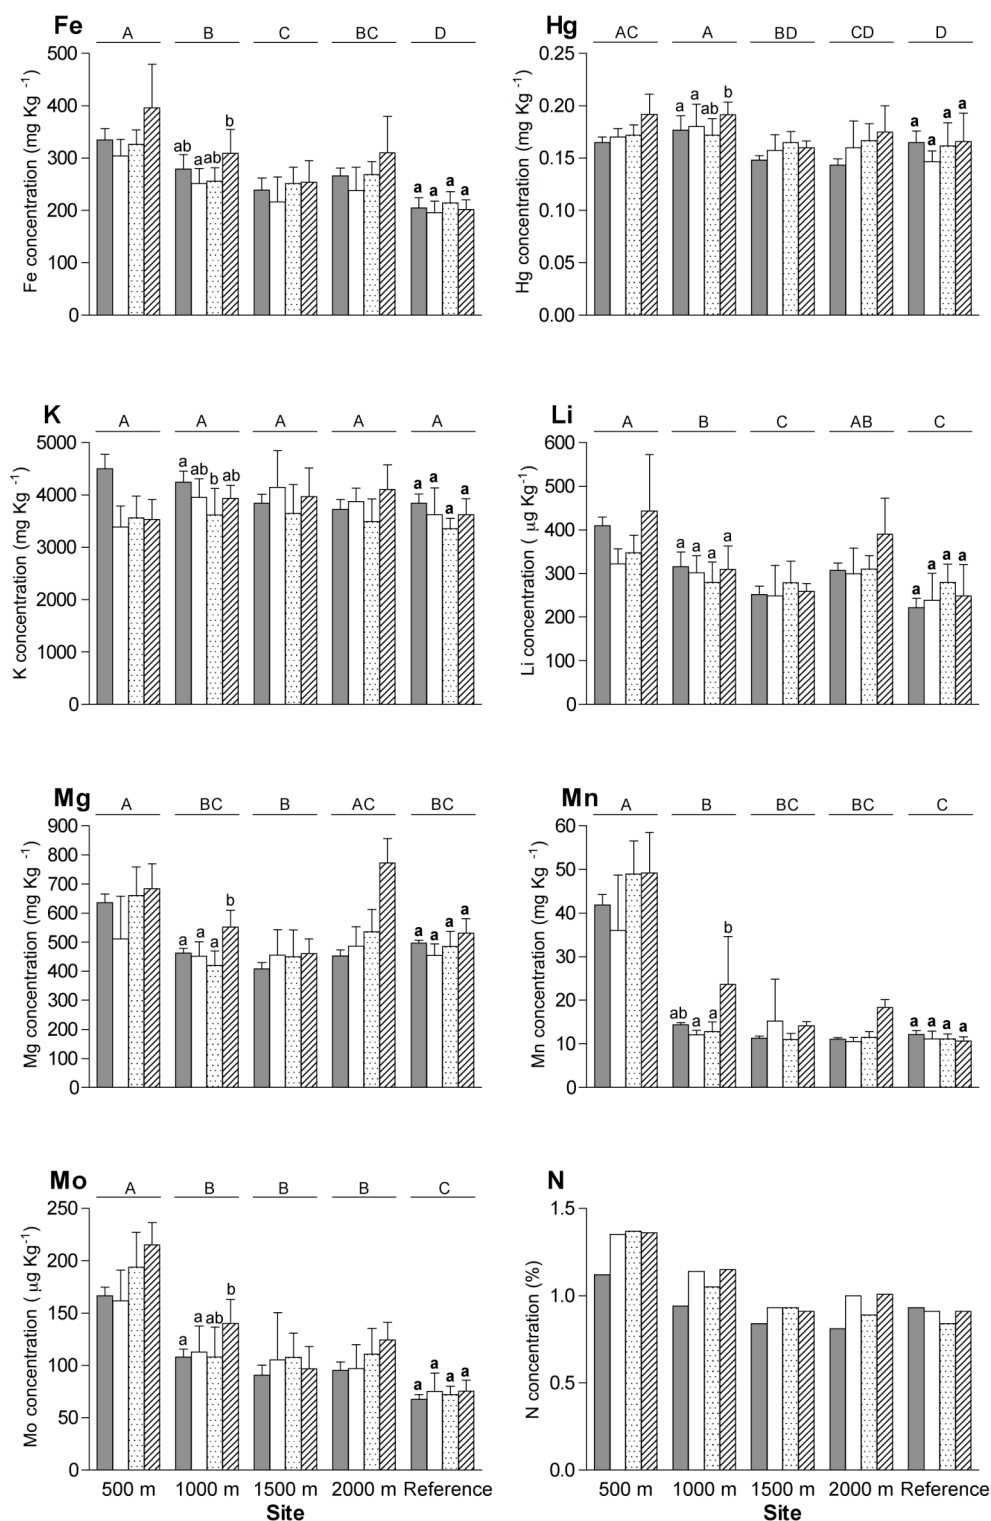 Fe
A B C BC D
500
400
300
200
100
0
Fe concentration (mg Kg -1)
ab a ab b
a a a a
Hg
AC A BD CD D
0.25
0.20
0.15
0.10
0.05
0.00
Hg concentration (mg Kg -1)
a a ab b
a a a a
K
A A A A A
5000
4000
3000
2000
1000
0
K concentration (mg Kg -1)
a ab b ab
a a a a
Li
A B C AB C
600
500
400
300
200
100
0
Li concentration ( μg Kg-1)
a a a a
a a a a
Mg
A BC B AC BC
900
800
700
600
500
400
300
200
100
0
Mg concentration (mg Kg -1)
a a a b
a a a a
Mn
A B BC BC C
60
50
40
30
20
10
0
Mn concentration (mg Kg -1)
ab a a b
a a a a
Mo
A B B B C
250
200
150
100
50
0
Mo concentration ( μg Kg-1)
a a ab b
a a a a
500 m 1000 m 1500 m 2000 m Reference
Site
N
1.5
1.0
0.5
0.0
N concentration (%)
500 m 1000 m 1500 m 2000 m Reference
Site